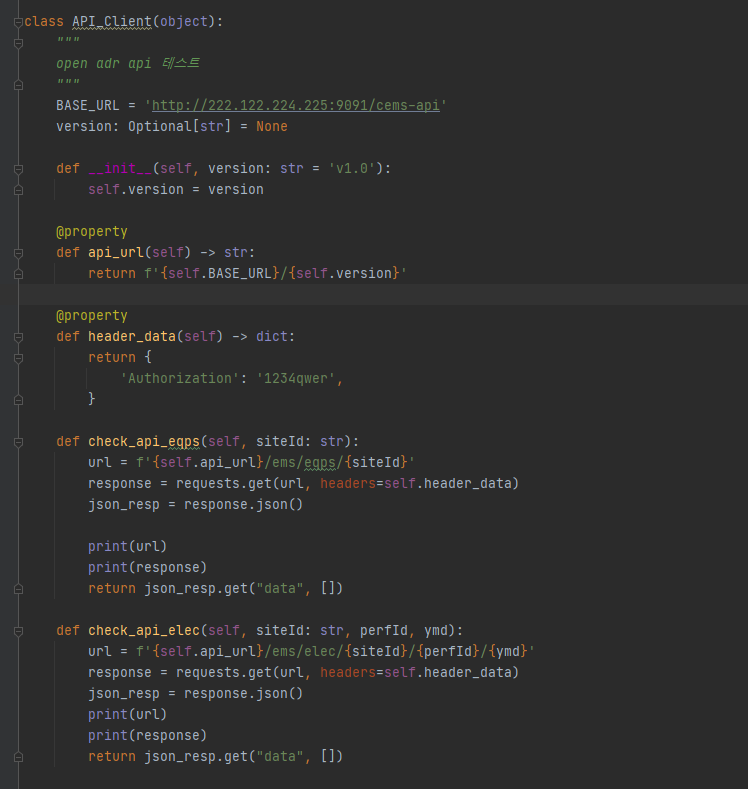 class API_Client(object):
    """
    open adr api 테스트
    """
    BASE_URL = 'http://222.122.224.225:9091/cems-api'
    version: Optional[str] = None

    def __init__(self, version: str = 'v1.0'):
        self.version = version

    @property
    def api_url(self) -> str:
        return f'{self.BASE_URL}/{self.version}'

    @property
    def header_data(self) -> dict:
        return {
            'Authorization': '1234qwer',
        }

    def check_api_eqps(self, siteId: str):
        url = f'{self.api_url}/ems/eqps/{siteId}'
        response = requests.get(url, headers=self.header_data)
        json_resp = response.json()

        print(url)
        print(response)
        return json_resp.get("data", [])

    def check_api_elec(self, siteId: str, perfId, ymd):
        url = f'{self.api_url}/ems/elec/{siteId}/{perfId}/{ymd}'
        response = requests.get(url, headers=self.header_data)
        json_resp = response.json()
        print(url)
        print(response)
        return json_resp.get("data", [])